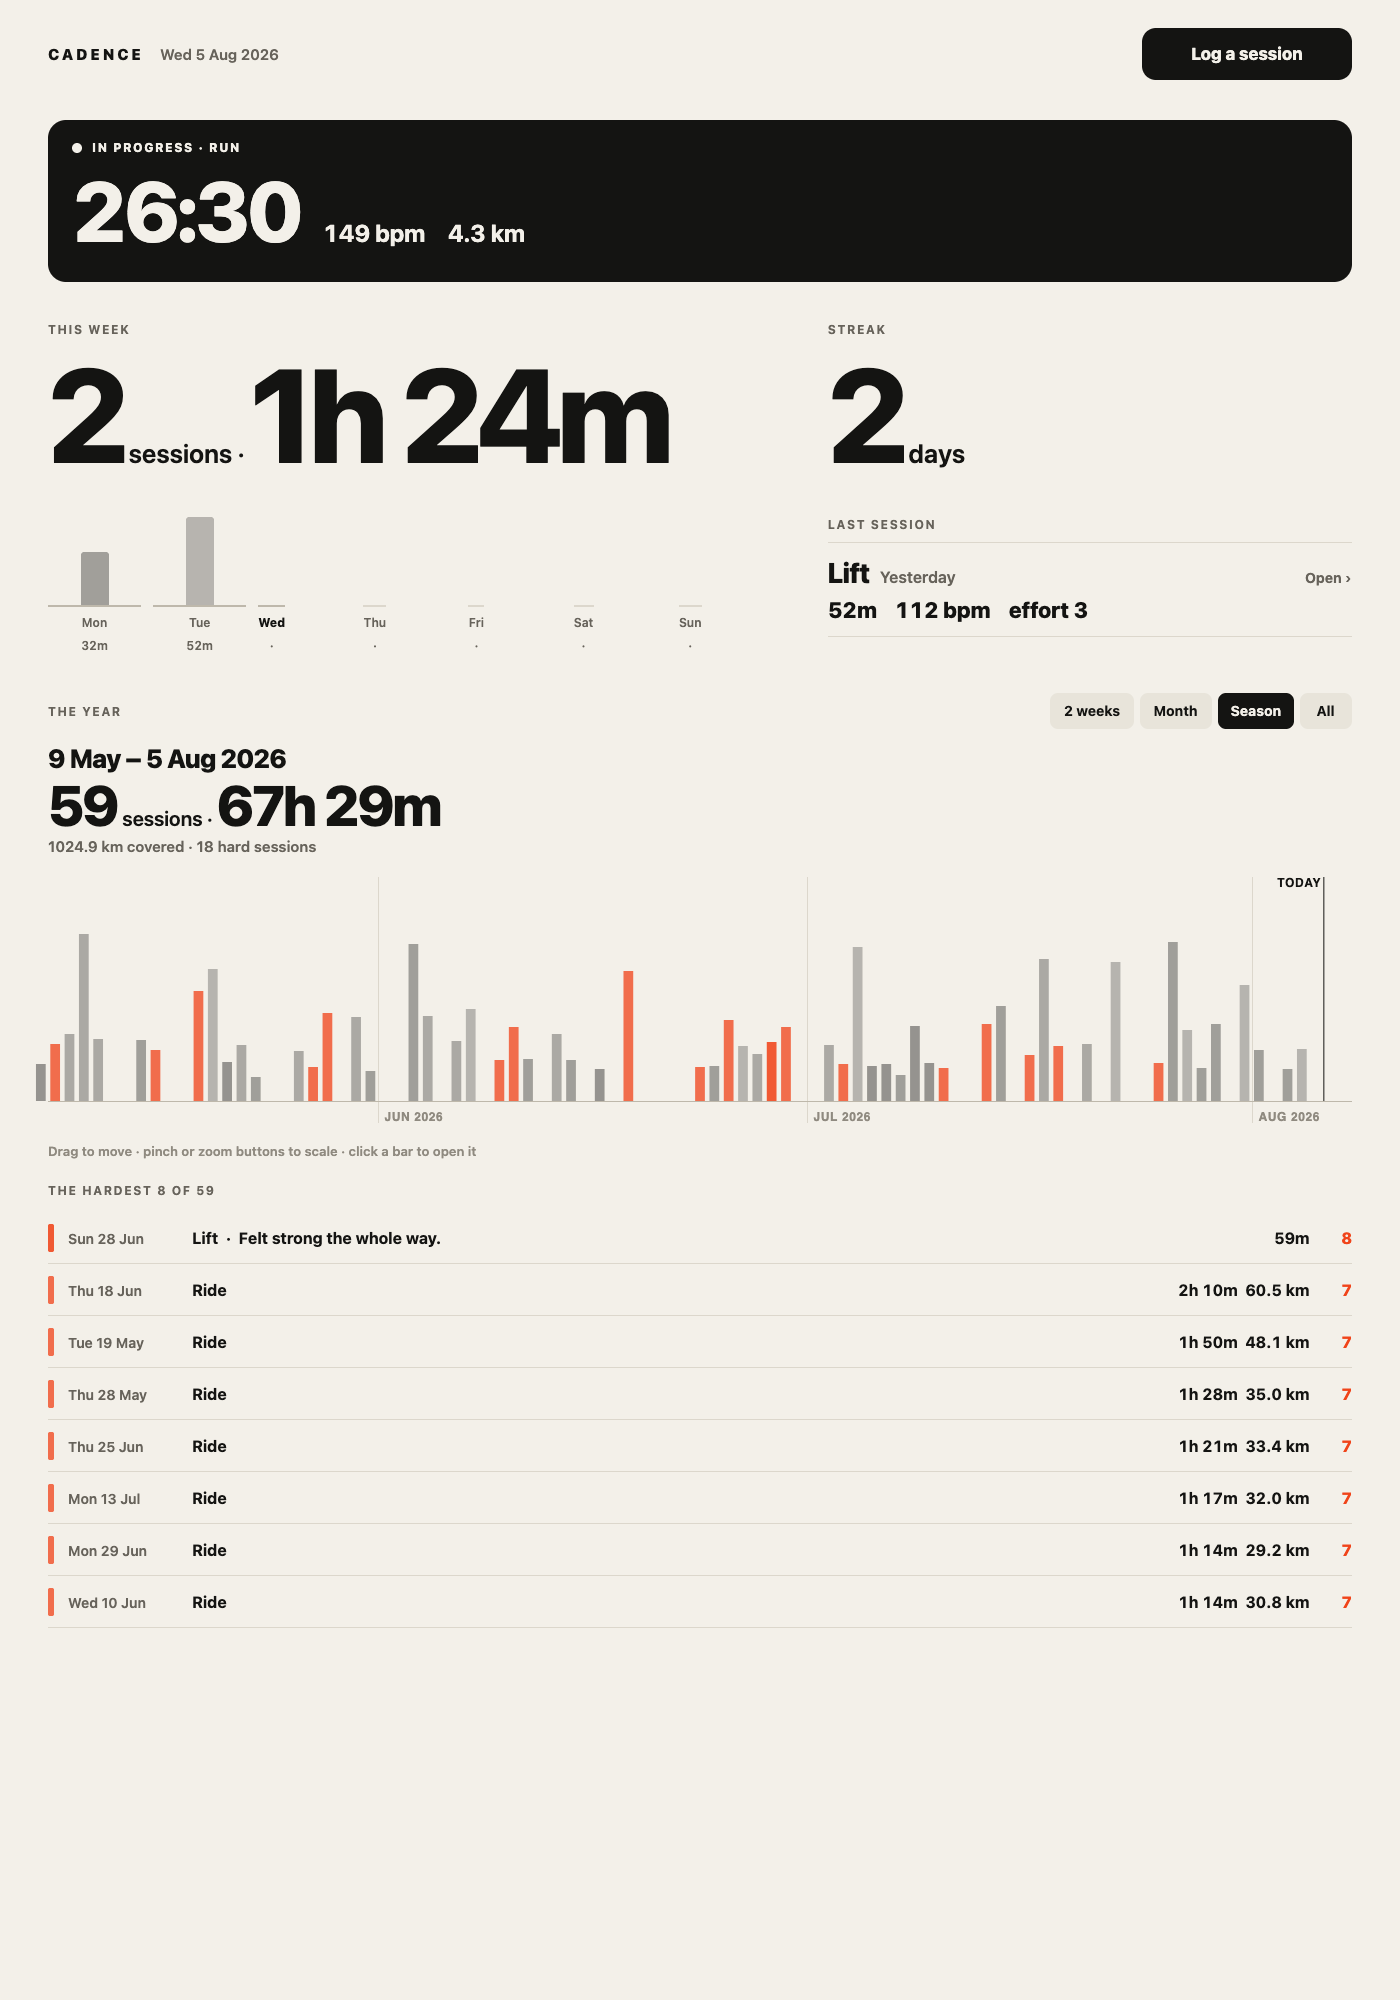 CADENCE Wed 5 Aug 2026
Log a session
IN PROGRESS · RUN
26:30 149 bpm 4.3 km
THIS WEEK
2 sessions · 1h 24m
Mon Tue Wed Thu Fri Sat Sun
32m 52m · · · · ·
STREAK
2 days
LAST SESSION
Lift Yesterday Open ›
52m 112 bpm effort 3
THE YEAR
2 weeks Month Season All
9 May – 5 Aug 2026
59 sessions · 67h 29m
1024.9 km covered · 18 hard sessions
TODAY
JUN 2026 JUL 2026 AUG 2026
Drag to move · pinch or zoom buttons to scale · click a bar to open it
THE HARDEST 8 OF 59
Sun 28 Jun Lift · Felt strong the whole way. 59m 8
Thu 18 Jun Ride 2h 10m 60.5 km 7
Tue 19 May Ride 1h 50m 48.1 km 7
Thu 28 May Ride 1h 28m 35.0 km 7
Thu 25 Jun Ride 1h 21m 33.4 km 7
Mon 13 Jul Ride 1h 17m 32.0 km 7
Mon 29 Jun Ride 1h 14m 29.2 km 7
Wed 10 Jun Ride 1h 14m 30.8 km 7